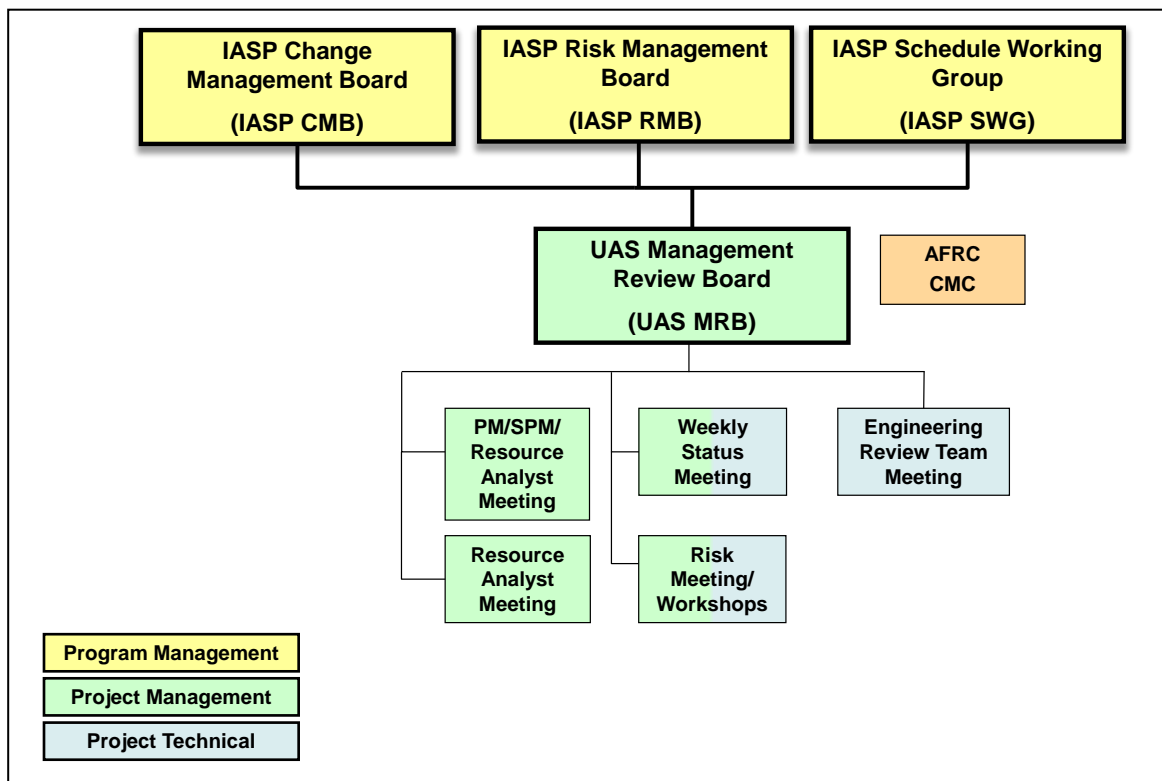 IASP Change
Management Board
(IASP CMB)
IASP Risk Management
Board
(IASP RMB)
IASP Schedule Working
Group
(IASP SWG)
UAS Management
Review Board
(UAS MRB)
AFRC
CMC
PM/SPM/
Resource
Analyst
Meeting
Weekly
Status
Meeting
Engineering
Review Team
Meeting
Resource
Analyst
Meeting
Risk
Meeting/
Workshops
Program Management
Project Management
Project Technical